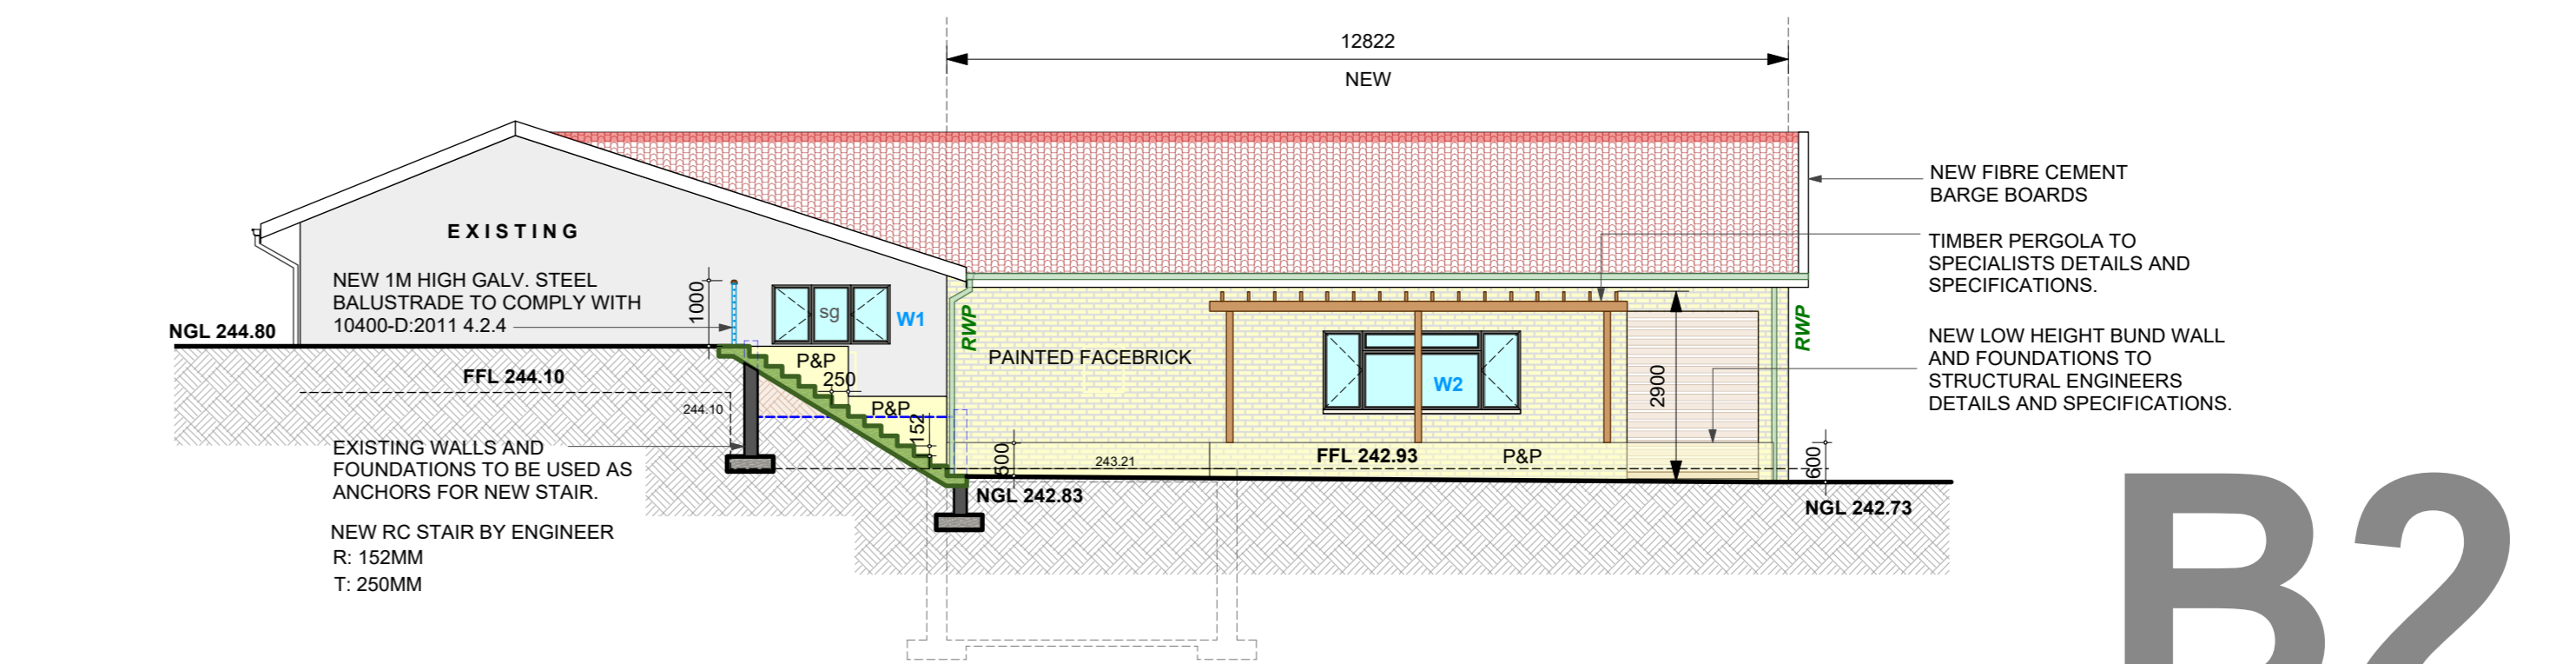 12822
NEW
EXISTING
NEW 1M HIGH GALV. STEEL
BALUSTRADE TO COMPLY WITH
10400-D:2011 4.2.4
1000
sg
W1
NGL 244.80
FFL 244.10
244.10
P&P
250
P&P
152
EXISTING WALLS AND
FOUNDATIONS TO BE USED AS
ANCHORS FOR NEW STAIR.
NEW RC STAIR BY ENGINEER
R: 152MM
T: 250MM
RWP
PAINTED FACEBRICK
W2
2900
RWP
500
243.21
FFL 242.93
P&P
600
NGL 242.83
NGL 242.73
NEW FIBRE CEMENT
BARGE BOARDS
TIMBER PERGOLA TO
SPECIALISTS DETAILS AND
SPECIFICATIONS.
NEW LOW HEIGHT BUND WALL
AND FOUNDATIONS TO
STRUCTURAL ENGINEERS
DETAILS AND SPECIFICATIONS.
B2